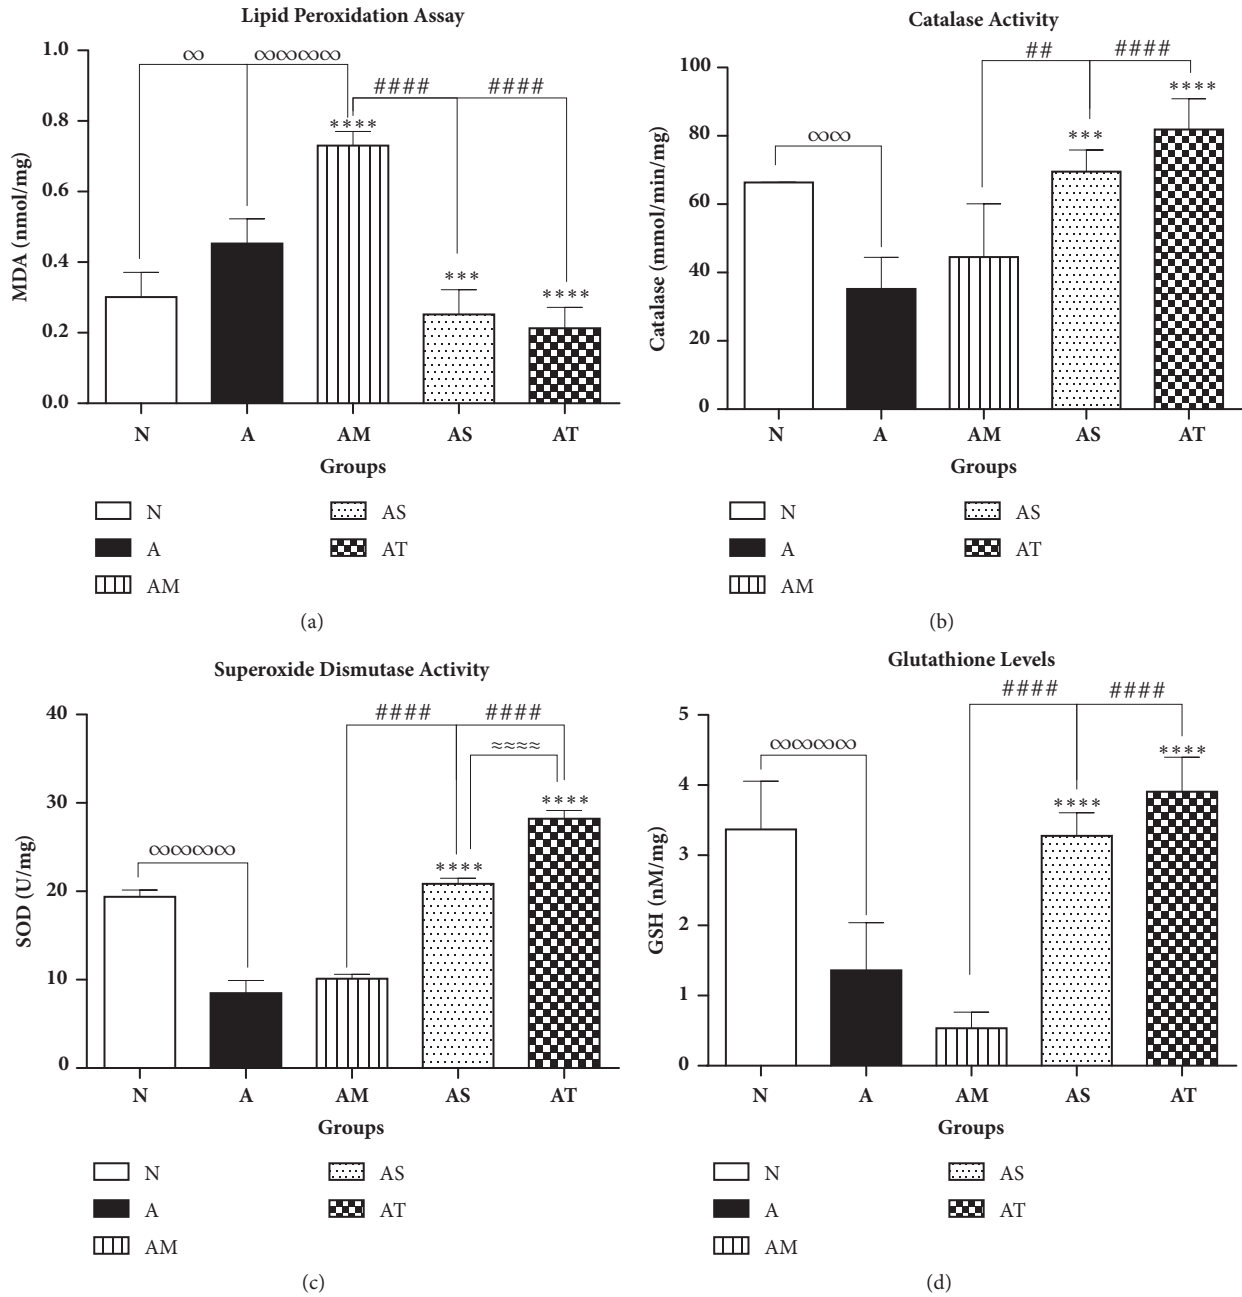 Lipid Peroxidation Assay
∞ ∞∞∞∞
#### ####
****
***
****
MDA (nmol/mg)
1.0
0.8
0.6
0.4
0.2
0.0
N A AM AS AT
Groups
N AS
A AT
AM
(a)
Catalase Activity
## ####
****
***
∞∞
Catalase (mmol/min/mg)
100
80
60
40
20
0
N A AM AS AT
Groups
N AS
A AT
AM
(b)
Superoxide Dismutase Activity
#### ####
≈≈≈≈
****
∞∞∞∞
****
SOD (U/mg)
40
30
20
10
0
N A AM AS AT
Groups
N AS
A AT
AM
(c)
Glutathione Levels
#### ####
∞∞∞∞
****
****
GSH (nM/mg)
5
4
3
2
1
0
N A AM AS AT
Groups
N AS
A AT
AM
(d)